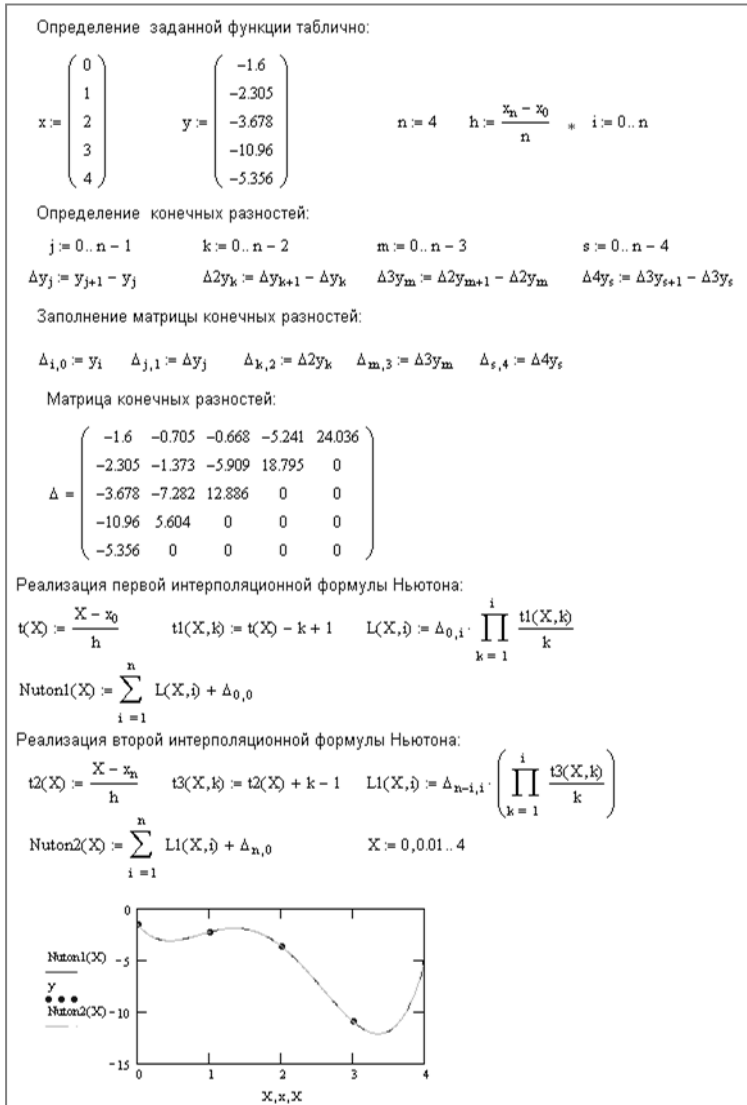 Определение заданной функции таблично:
x := ( 0 1 2 3 4 ) y := ( -1.6 -2.305 -3.678 -10.96 -5.356 ) n := 4 h := (xₙ − x₀)/n * i := 0.. n
Определение конечных разностей:
j := 0.. n − 1 k := 0.. n − 2 m := 0.. n − 3 s := 0.. n − 4
Δy_j := y_{j+1} − y_j Δ2y_k := Δy_{k+1} − Δy_k Δ3y_m := Δ2y_{m+1} − Δ2y_m Δ4y_s := Δ3y_{s+1} − Δ3y_s
Заполнение матрицы конечных разностей:
Δ_{i,0} := y_i Δ_{j,1} := Δy_j Δ_{k,2} := Δ2y_k Δ_{m,3} := Δ3y_m Δ_{s,4} := Δ4y_s
Матрица конечных разностей:
-1.6 -0.705 -0.668 -5.241 24.036
-2.305 -1.373 -5.909 18.795 0
Δ = -3.678 -7.282 12.886 0 0
-10.96 5.604 0 0 0
-5.356 0 0 0 0
Реализация первой интерполяционной формулы Ньютона:
t(X) := (X − x₀)/h t1(X,k) := t(X) − k + 1 L(X,i) := Δ_{0,i} · ∏_{k = 1}^{i} t1(X,k)/k
Nuton1(X) := ∑_{i = 1}^{n} L(X,i) + Δ_{0,0}
Реализация второй интерполяционной формулы Ньютона:
t2(X) := (X − xₙ)/h t3(X,k) := t2(X) + k − 1 L1(X,i) := Δ_{n−i,i} · ( ∏_{k = 1}^{i} t3(X,k)/k )
Nuton2(X) := ∑_{i = 1}^{n} L1(X,i) + Δ_{n,0} X := 0,0.01.. 4
0
Nuton1(X) −5
y
Nuton2(X) −10
−15
0 1 2 3 4
X,x,X